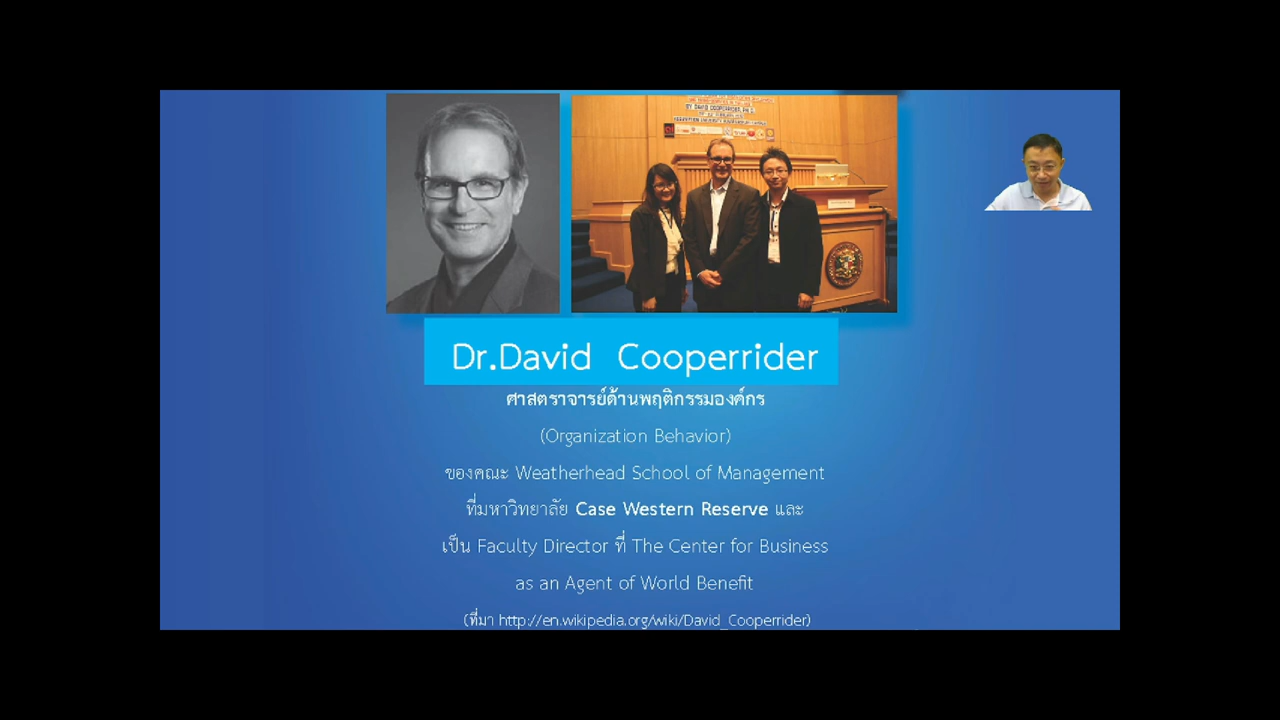 BY DAVID COOPERRIDER, PH.D.
Dr.David Cooperrider
ศาสตราจารย์ด้านพฤติกรรมองค์กร
(Organization Behavior)
ของคณะ Weatherhead School of Management
ที่มหาวิทยาลัย Case Western Reserve และ
เป็น Faculty Director ที่ The Center for Business
as an Agent of World Benefit
(ที่มา http://en.wikipedia.org/wiki/David_Cooperrider)